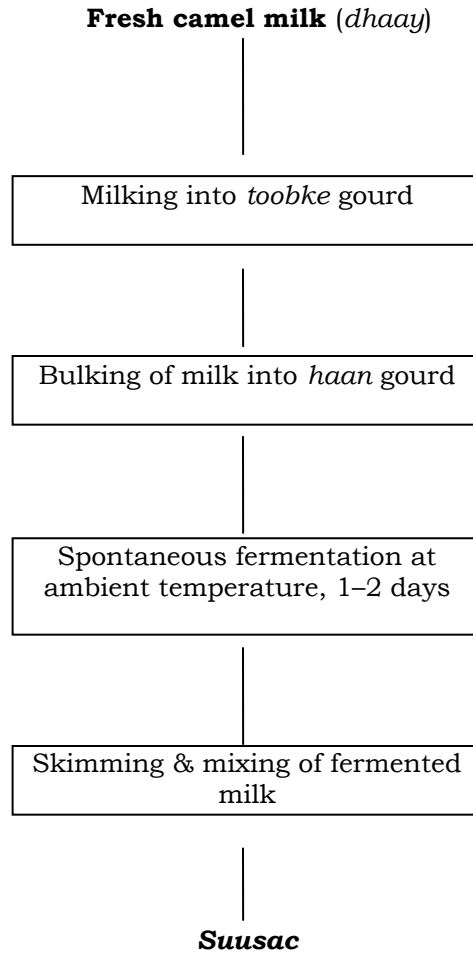 Fresh camel milk (dhaay)
Milking into toobke gourd
Bulking of milk into haan gourd
Spontaneous fermentation at
ambient temperature, 1–2 days
Skimming & mixing of fermented
milk
Suusac